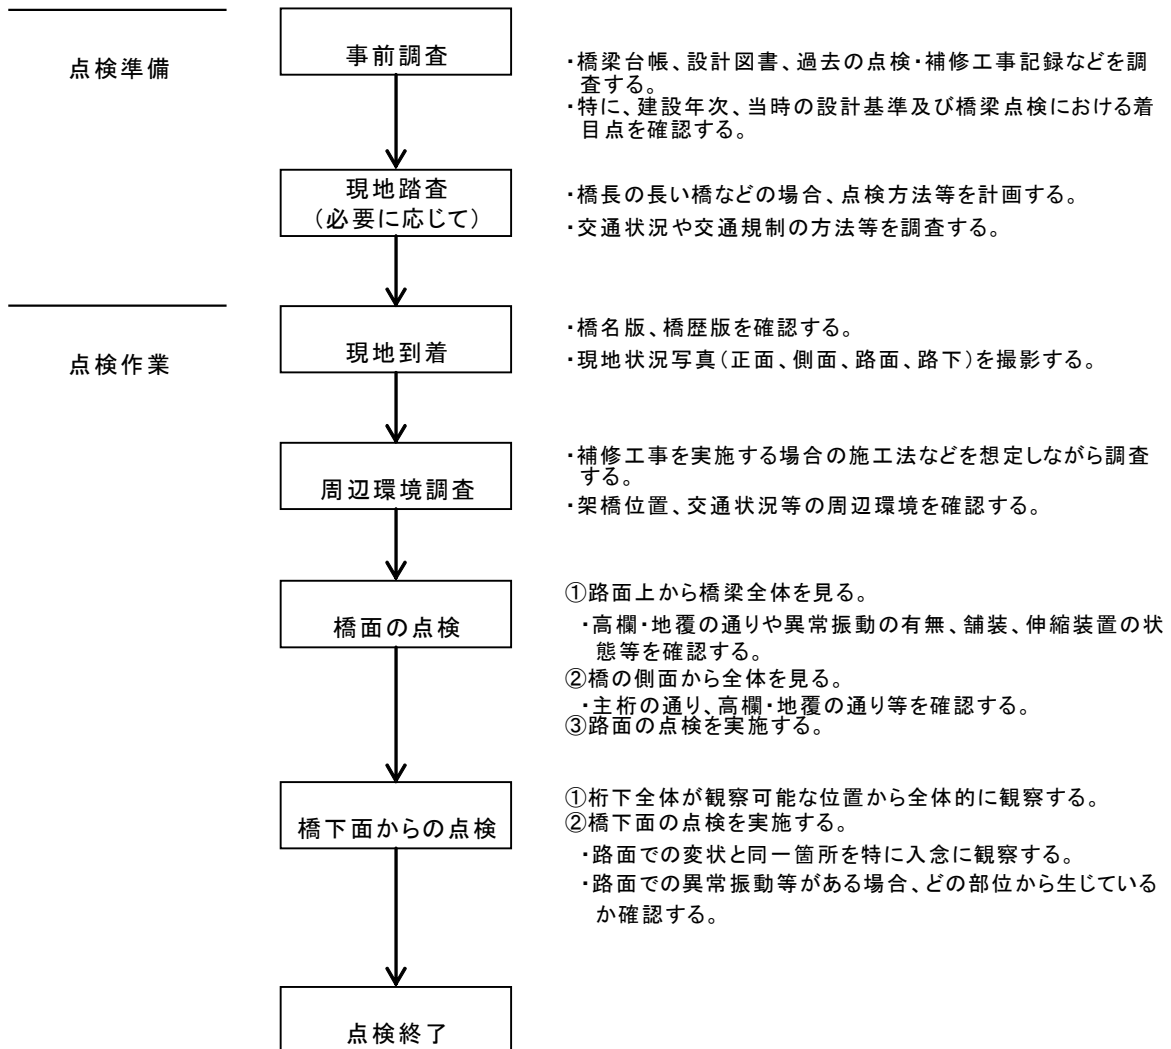 点検準備
事前調査
・橋梁台帳、設計図書、過去の点検・補修工事記録などを調
査する。
・特に、建設年次、当時の設計基準及び橋梁点検における着
目点を確認する。
現地踏査
（必要に応じて）
・橋長の長い橋などの場合、点検方法等を計画する。
・交通状況や交通規制の方法等を調査する。
点検作業
現地到着
・橋名版、橋歴版を確認する。
・現地状況写真（正面、側面、路面、路下）を撮影する。
周辺環境調査
・補修工事を実施する場合の施工法などを想定しながら調査
する。
・架橋位置、交通状況等の周辺環境を確認する。
橋面の点検
①路面上から橋梁全体を見る。
・高欄・地覆の通りや異常振動の有無、舗装、伸縮装置の状
態等を確認する。
②橋の側面から全体を見る。
・主桁の通り、高欄・地覆の通り等を確認する。
③路面の点検を実施する。
橋下面からの点検
①桁下全体が観察可能な位置から全体的に観察する。
②橋下面の点検を実施する。
・路面での変状と同一箇所を特に入念に観察する。
・路面での異常振動等がある場合、どの部位から生じている
か確認する。
点検終了